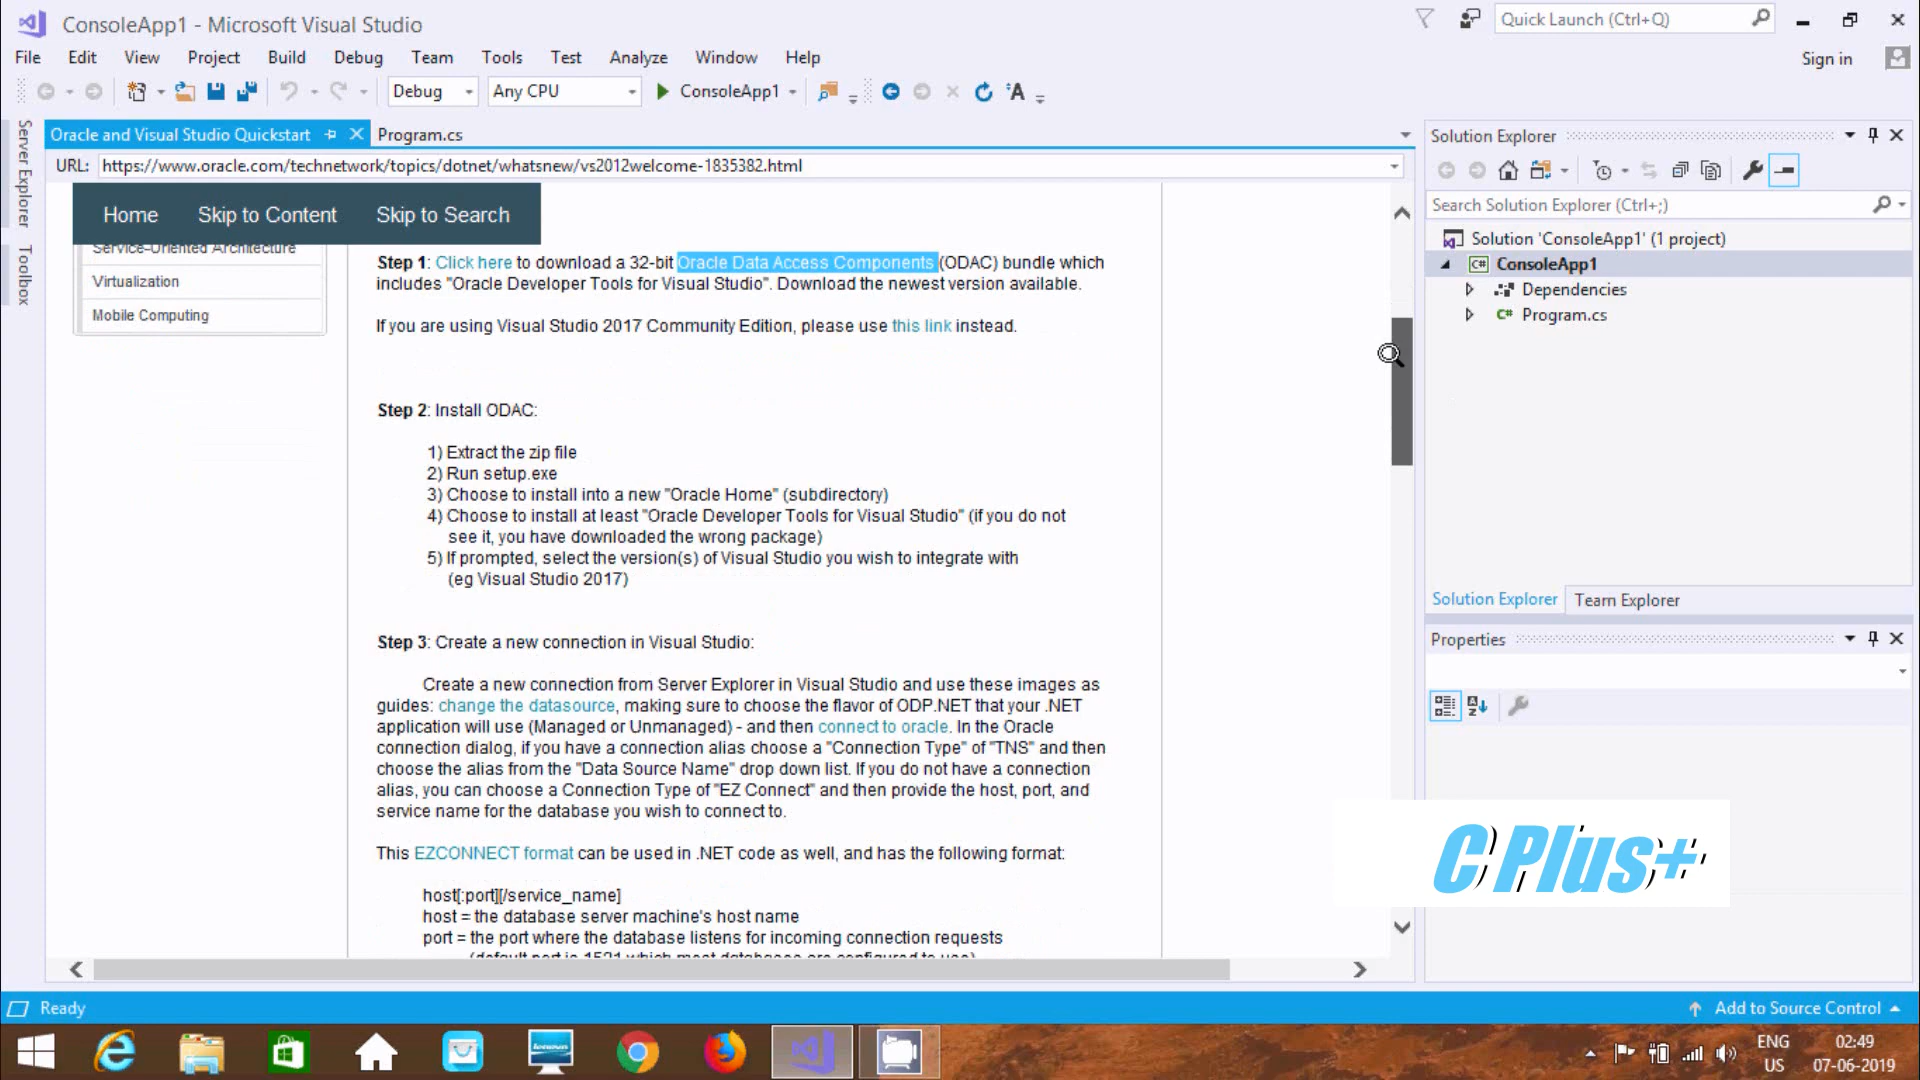 ConsoleApp1 - Microsoft Visual Studio
Quick Launch (Ctrl+Q)
File Edit View Project Build Debug Team Tools Test Analyze Window Help
Sign in
Debug Any CPU ConsoleApp1
Server Explorer
Toolbox
Oracle and Visual Studio Quickstart Program.cs
URL: https://www.oracle.com/technetwork/topics/dotnet/whatsnew/vs2012welcome-1835382.html
Home Skip to Content Skip to Search
Service-Oriented Architecture
Virtualization
Mobile Computing
Step 1: Click here to download a 32-bit Oracle Data Access Components (ODAC) bundle which
includes "Oracle Developer Tools for Visual Studio". Download the newest version available.
If you are using Visual Studio 2017 Community Edition, please use this link instead.
Step 2: Install ODAC:
1) Extract the zip file
2) Run setup.exe
3) Choose to install into a new "Oracle Home" (subdirectory)
4) Choose to install at least "Oracle Developer Tools for Visual Studio" (if you do not
see it, you have downloaded the wrong package)
5) If prompted, select the version(s) of Visual Studio you wish to integrate with
(eg Visual Studio 2017)
Step 3: Create a new connection in Visual Studio:
Create a new connection from Server Explorer in Visual Studio and use these images as
guides: change the datasource, making sure to choose the flavor of ODP.NET that your .NET
application will use (Managed or Unmanaged) - and then connect to oracle. In the Oracle
connection dialog, if you have a connection alias choose a "Connection Type" of "TNS" and then
choose the alias from the "Data Source Name" drop down list. If you do not have a connection
alias, you can choose a Connection Type of "EZ Connect" and then provide the host, port, and
service name for the database you wish to connect to.
This EZCONNECT format can be used in .NET code as well, and has the following format:
host[:port][/service_name]
host = the database server machine's host name
port = the port where the database listens for incoming connection requests
(default port is 1521 which most databases are configured to use)
Solution Explorer
Search Solution Explorer (Ctrl+;)
Solution 'ConsoleApp1' (1 project)
C# ConsoleApp1
Dependencies
C# Program.cs
Solution Explorer Team Explorer
Properties
C Plus+
Ready
Add to Source Control
lenovo
ENG
US
02:49
07-06-2019